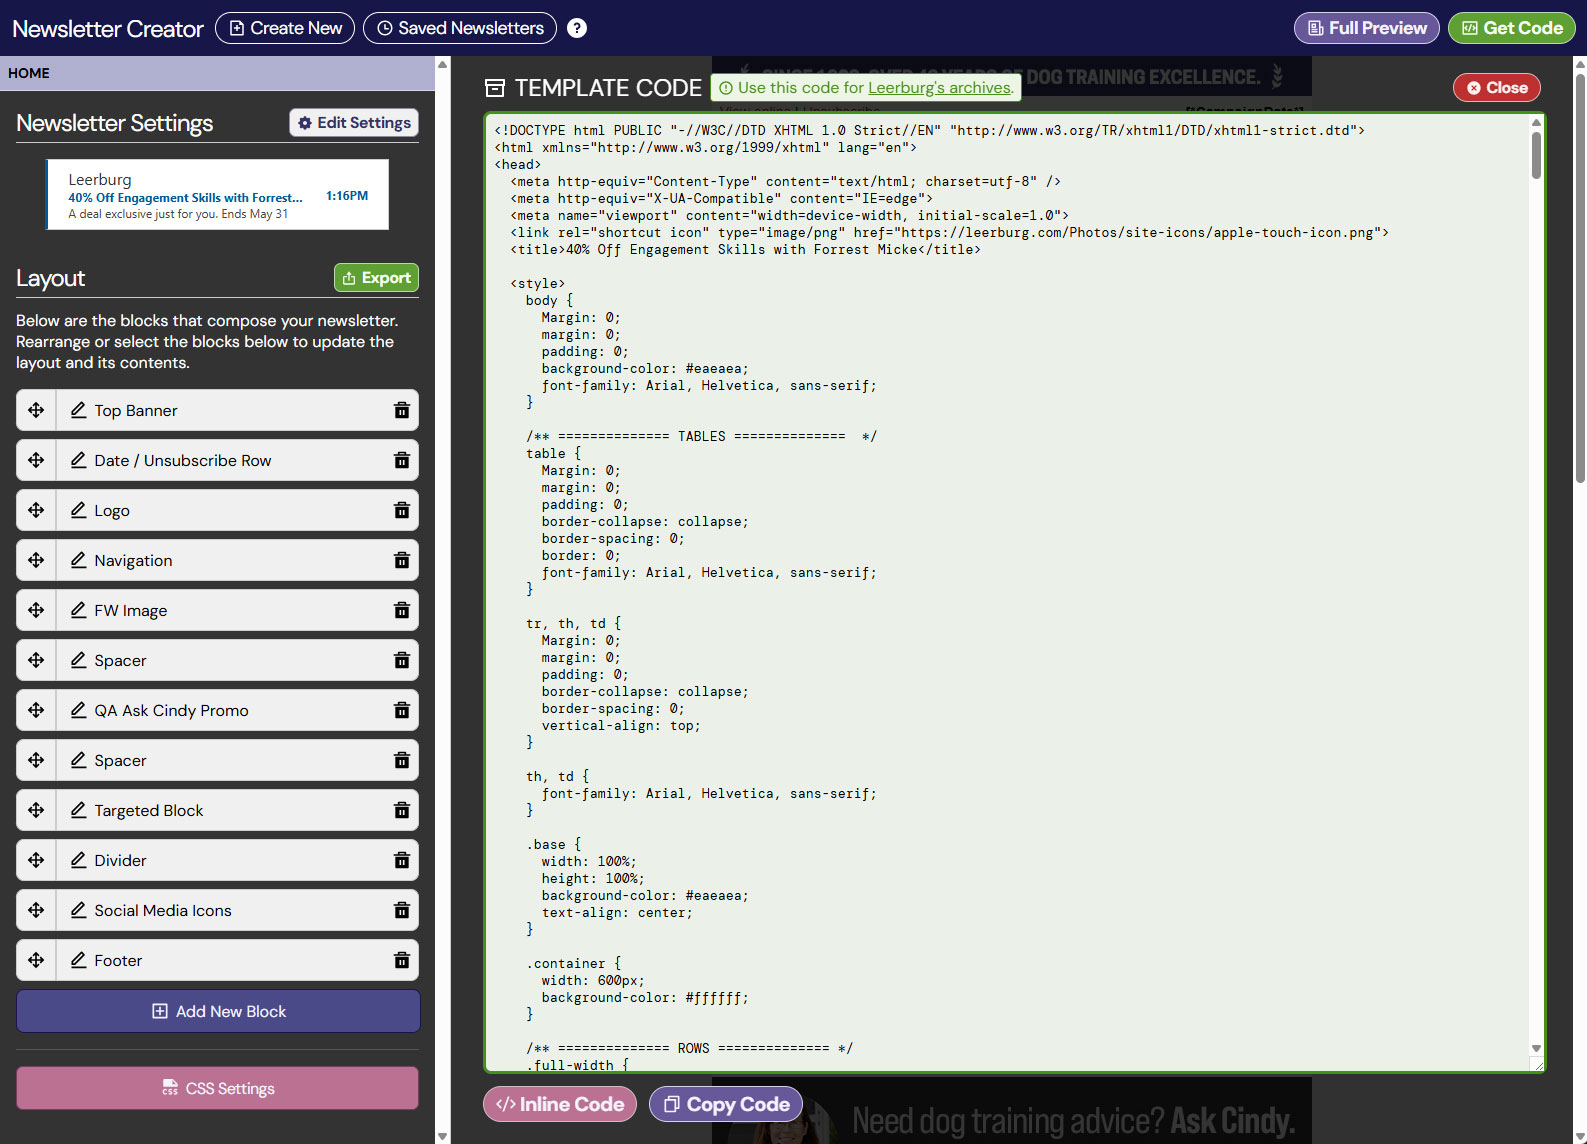 Newsletter Creator
Create New
Saved Newsletters
?
Full Preview
Get Code
HOME
Newsletter Settings
Edit Settings
Leerburg
40% Off Engagement Skills with Forrest...
1:16PM
A deal exclusive just for you. Ends May 31
Layout
Export
Below are the blocks that compose your newsletter.
Rearrange or select the blocks below to update the
layout and its contents.
Top Banner
Date / Unsubscribe Row
Logo
Navigation
FW Image
Spacer
QA Ask Cindy Promo
Spacer
Targeted Block
Divider
Social Media Icons
Footer
Add New Block
CSS Settings
TEMPLATE CODE
Use this code for Leerburg's archives.
DOG TRAINING EXCELLENCE.
Close
<!DOCTYPE html PUBLIC "-//W3C//DTD XHTML 1.0 Strict//EN" "http://www.w3.org/TR/xhtml1/DTD/xhtml1-strict.dtd">
<html xmlns="http://www.w3.org/1999/xhtml" lang="en">
<head>
<meta http-equiv="Content-Type" content="text/html; charset=utf-8" />
<meta http-equiv="X-UA-Compatible" content="IE=edge">
<meta name="viewport" content="width=device-width, initial-scale=1.0">
<link rel="shortcut icon" type="image/png" href="https://leerburg.com/Photos/site-icons/apple-touch-icon.png">
<title>40% Off Engagement Skills with Forrest Micke</title>
<style>
body {
Margin: 0;
margin: 0;
padding: 0;
background-color: #eaeaea;
font-family: Arial, Helvetica, sans-serif;
}
/** ============== TABLES ============== */
table {
Margin: 0;
margin: 0;
padding: 0;
border-collapse: collapse;
border-spacing: 0;
border: 0;
font-family: Arial, Helvetica, sans-serif;
}
tr, th, td {
Margin: 0;
margin: 0;
padding: 0;
border-collapse: collapse;
border-spacing: 0;
vertical-align: top;
}
th, td {
font-family: Arial, Helvetica, sans-serif;
}
.base {
width: 100%;
height: 100%;
background-color: #eaeaea;
text-align: center;
}
.container {
width: 600px;
background-color: #ffffff;
}
/** ============== ROWS ============== */
.full-width {
</> Inline Code
Copy Code
Need dog training advice? Ask Cindy.